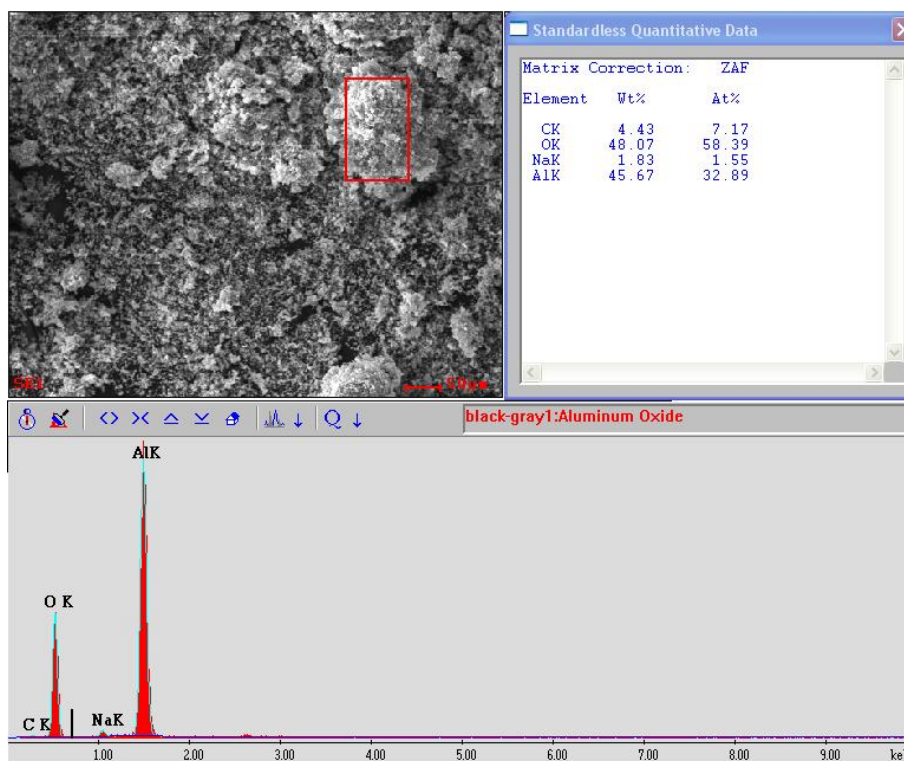 Standardless Quantitative Data
Matrix Correction: ZAF
Element Wt% At%
CK 4.43 7.17
OK 48.07 58.39
NaK 1.83 1.55
AlK 45.67 32.89
50µm
Q
black-gray1:Aluminum Oxide
AlK
O K
C K
NaK
1.00 2.00 3.00 4.00 5.00 6.00 7.00 8.00 9.00 ke